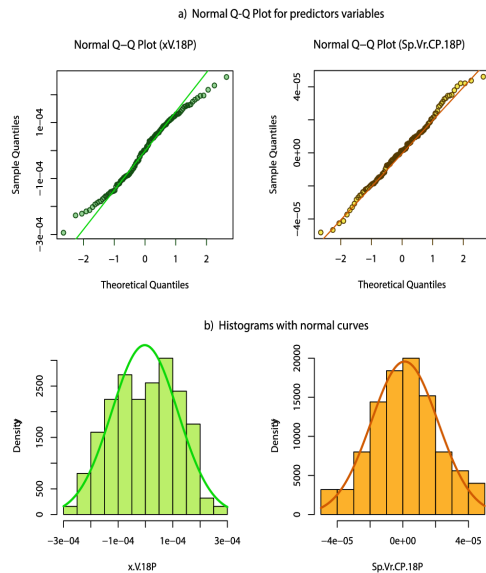 a) Normal Q-Q Plot for predictors variables
Normal Q−Q Plot (xV.18P)
Normal Q−Q Plot (Sp.Vr.CP.18P)
Sample Quantiles
−3e−04
−1e−04
1e−04
−2 −1 0 1 2
Theoretical Quantiles
Sample Quantiles
−4e−05
0e+00
4e−05
−2 −1 0 1 2
Theoretical Quantiles
b) Histograms with normal curves
Density
0 500 1500 2500
−3e−04 −1e−04 1e−04 3e−04
x.V.18P
Density
0 5000 10000 15000 20000
−4e−05 0e+00 4e−05
Sp.Vr.CP.18P